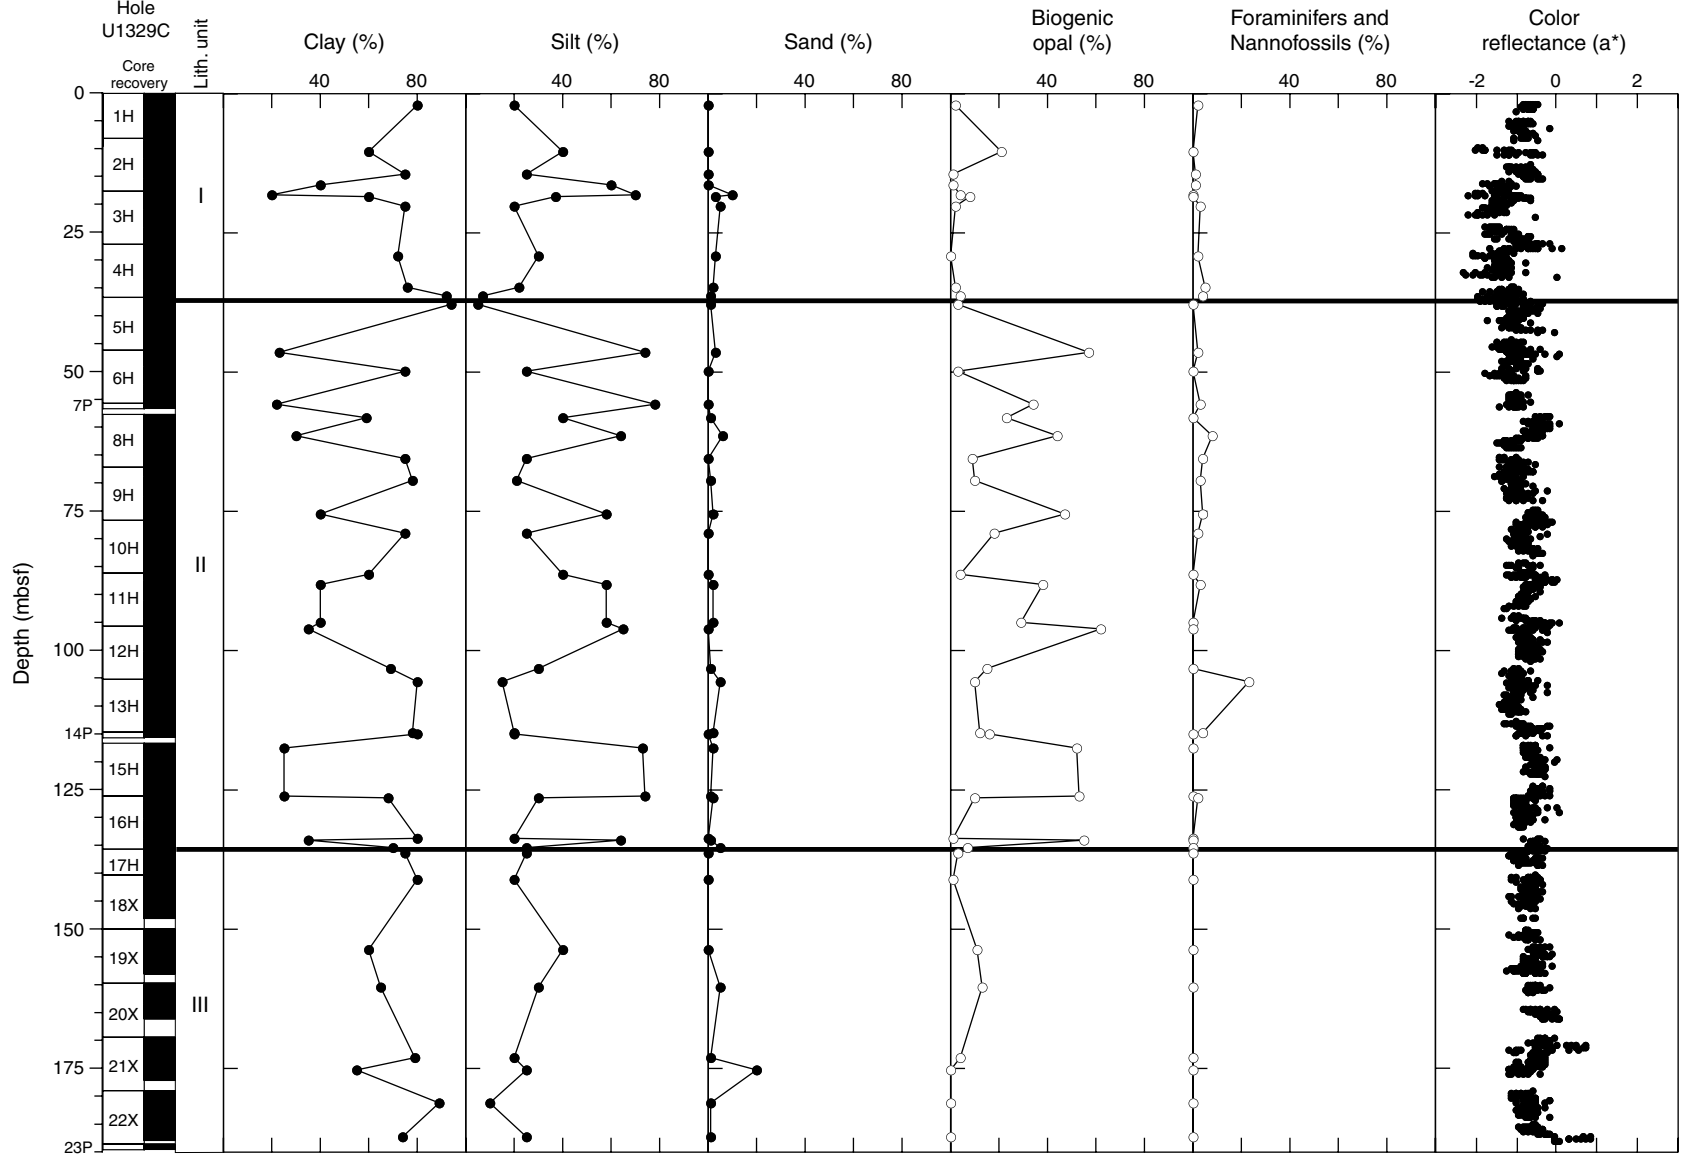 Hole
U1329C
Core
recovery
Lith. unit
Clay (%)
Silt (%)
Sand (%)
Biogenic
opal (%)
Foraminifers and
Nannofossils (%)
Color
reflectance (a*)
40 80 40 80 40 80 40 80 40 80 -2 0 2
Depth (mbsf)
0
25
50
75
100
125
150
175
1H
2H
3H
4H
5H
6H
7P
8H
9H
10H
11H
12H
13H
14P
15H
16H
17H
18X
19X
20X
21X
22X
23P
I
II
III